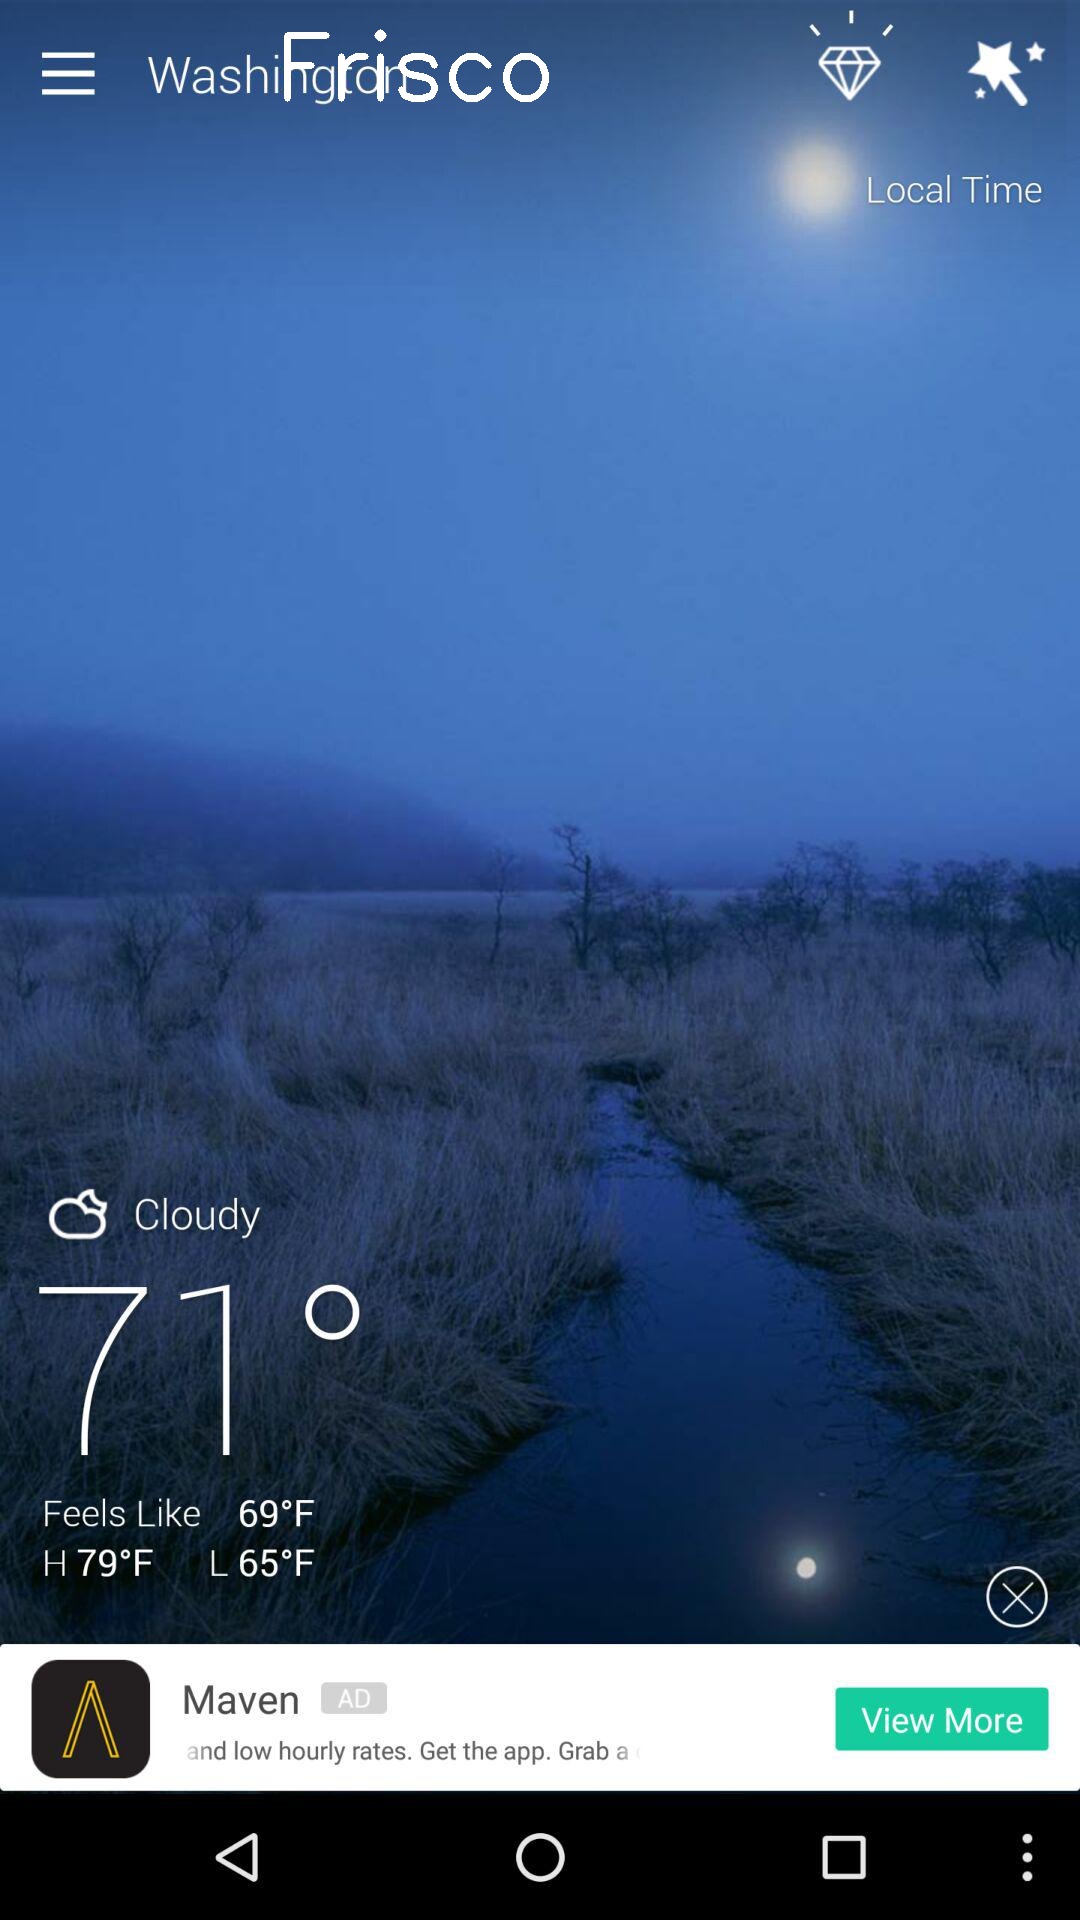 Washington
Frisco
Local Time
Cloudy
71°
Feels Like 69°F
H 79°F L 65°F
Maven AD
and low hourly rates. Get the app. Grab a
View More